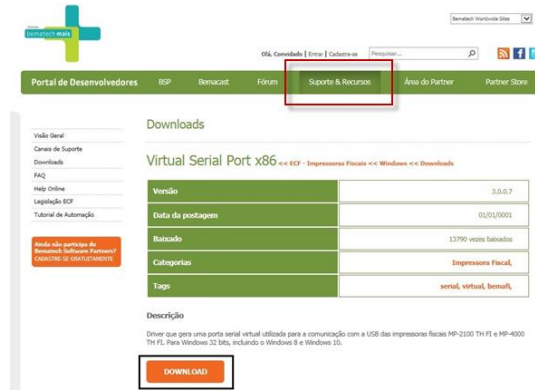 Bematech Worldwide Sites
bematech mais
Olá, Convidado | Entrar | Cadastre-se
Pesquisar...
Portal de Desenvolvedores
BSP
Bemacast
Fórum
Suporte & Recursos
Área do Partner
Partner Store
Visão Geral
Canais de Suporte
Downloads
FAQ
Help Online
Legislação ECF
Tutorial de Automação
Ainda não participa do
Bematech Software Partners?
CADASTRE-SE GRATUITAMENTE
Downloads
Virtual Serial Port x86 << ECF - Impressoras Fiscais << Windows << Downloads
Versão 3.0.0.7
Data da postagem 01/01/0001
Baixado 13790 vezes baixados
Categorias Impressora Fiscal,
Tags serial, virtual, bemafi,
Descrição
Driver que gera uma porta serial virtual utilizada para a comunicação com a USB das impressoras fiscais MP-2100 TH FI e MP-4000
TH FI. Para Windows 32 bits, incluindo o Windows 8 e Windows 10.
DOWNLOAD